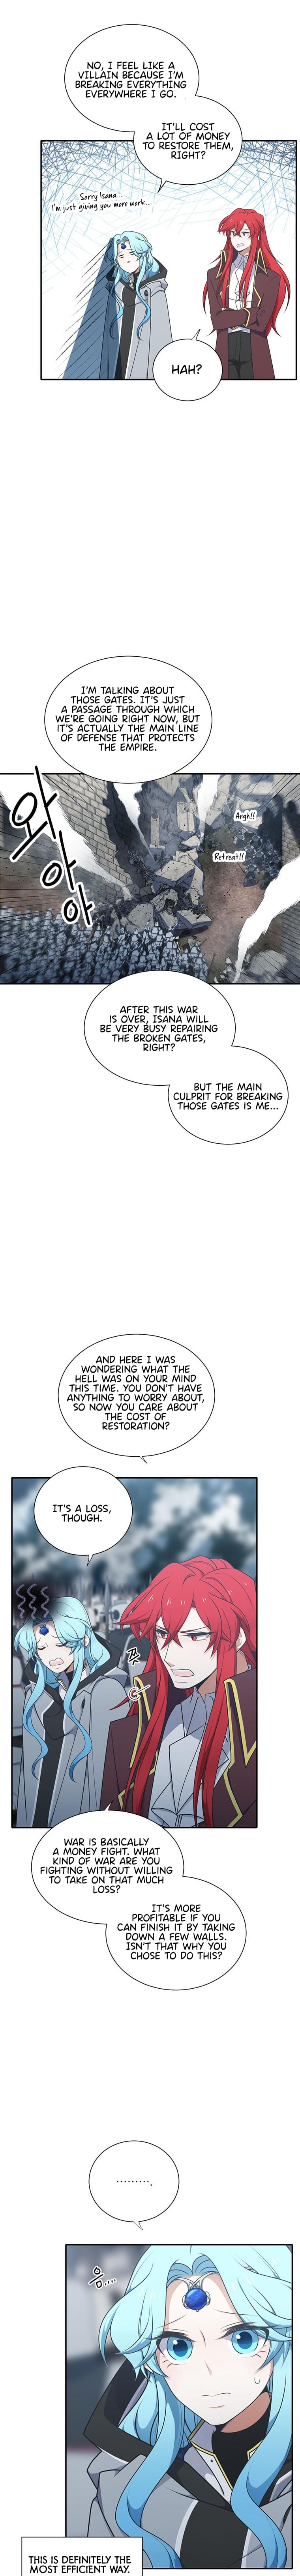 NO, I FEEL LIKE A
VILLAIN BECAUSE I'M
BREAKING EVERYTHING
EVERYWHERE I GO.
IT'LL COST
A LOT OF MONEY
TO RESTORE THEM,
RIGHT?
Sorry Isana...
I'm just giving you more work...
HAH?
I'M TALKING ABOUT
THOSE GATES. IT'S JUST
A PASSAGE THROUGH WHICH
WE'RE GOING RIGHT NOW, BUT
IT'S ACTUALLY THE MAIN LINE
OF DEFENSE THAT PROTECTS
THE EMPIRE.
와
아
아
Argh!!
Retreat!!
AFTER THIS WAR
IS OVER, ISANA WILL
BE VERY BUSY REPAIRING
THE BROKEN GATES,
RIGHT?
BUT THE MAIN
CULPRIT FOR BREAKING
THOSE GATES IS ME...
AND HERE I WAS
WONDERING WHAT THE
HELL WAS ON YOUR MIND
THIS TIME. YOU DON'T HAVE
ANYTHING TO WORRY ABOUT,
SO NOW YOU CARE ABOUT
THE COST OF
RESTORATION?
IT'S A LOSS,
THOUGH.
쯧
WAR IS BASICALLY
A MONEY FIGHT. WHAT
KIND OF WAR ARE YOU
FIGHTING WITHOUT WILLING
TO TAKE ON THAT MUCH
LOSS?
IT'S MORE
PROFITABLE IF YOU
CAN FINISH IT BY TAKING
DOWN A FEW WALLS.
ISN'T THAT WHY YOU
CHOSE TO DO THIS?
.........
응....
THIS IS DEFINITELY THE
MOST EFFICIENT WAY.